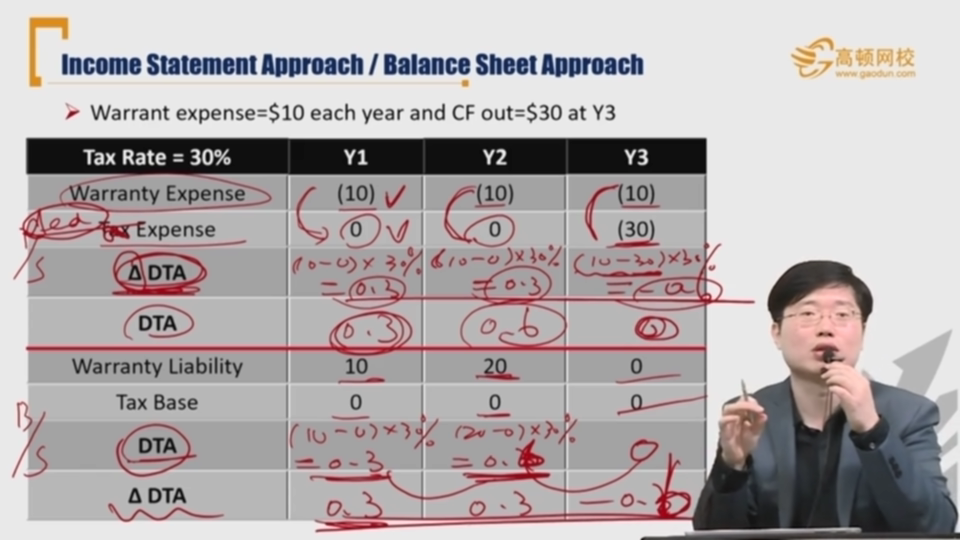 Income Statement Approach / Balance Sheet Approach
高顿网校
www.gaodun.com
Warrant expense=$10 each year and CF out=$30 at Y3
Tax Rate = 30% Y1 Y2 Y3
Warranty Expense (10) (10) (10)
ded Tax Expense 0 0 (30)
I/S
(10-0)×30% (10-0)×30% (10-30)×30%
Δ DTA =0.3 =0.3 =-0.6
DTA 0.3 0.6 0
Warranty Liability 10 20 0
Tax Base 0 0 0
B/S
(10-0)×30% (20-0)×30%
DTA =0.3 =0. 0
Δ DTA 0.3 0.3 -0.